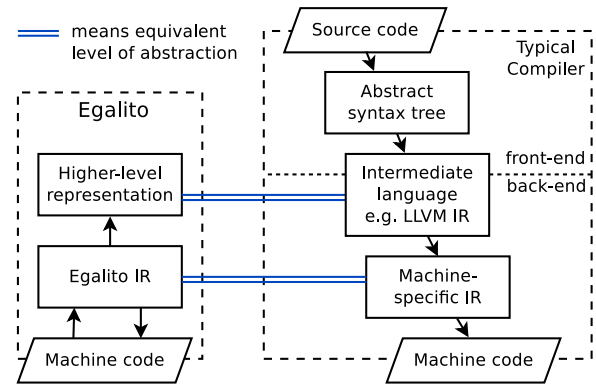 means equivalent
level of abstraction
Egalito
Higher-level
representation
Egalito IR
Machine code
Source code
Typical
Compiler
Abstract
syntax tree
front-end
back-end
Intermediate
language
e.g. LLVM IR
Machine-
specific IR
Machine code